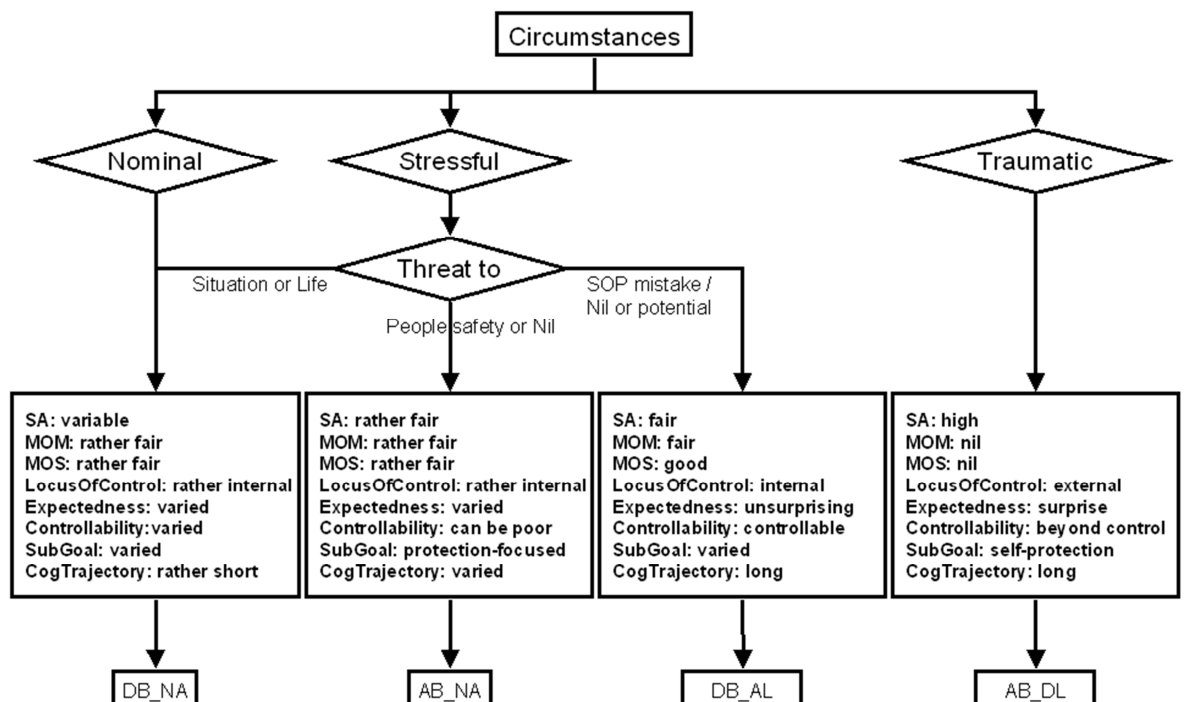 Circumstances
Nominal
Stressful
Traumatic
Threat to
Situation or Life
SOP mistake /
Nil or potential
People safety or Nil
SA: variable
MOM: rather fair
MOS: rather fair
LocusOfControl: rather internal
Expectedness: varied
Controllability:varied
SubGoal: varied
CogTrajectory: rather short
SA: rather fair
MOM: rather fair
MOS: rather fair
LocusOfControl: rather internal
Expectedness: varied
Controllability: can be poor
SubGoal: protection-focused
CogTrajectory: varied
SA: fair
MOM: fair
MOS: good
LocusOfControl: internal
Expectedness: unsurprising
Controllability: controllable
SubGoal: varied
CogTrajectory: long
SA: high
MOM: nil
MOS: nil
LocusOfControl: external
Expectedness: surprise
Controllability: beyond control
SubGoal: self-protection
CogTrajectory: long
DB_NA
AB_NA
DB_AL
AB_DL